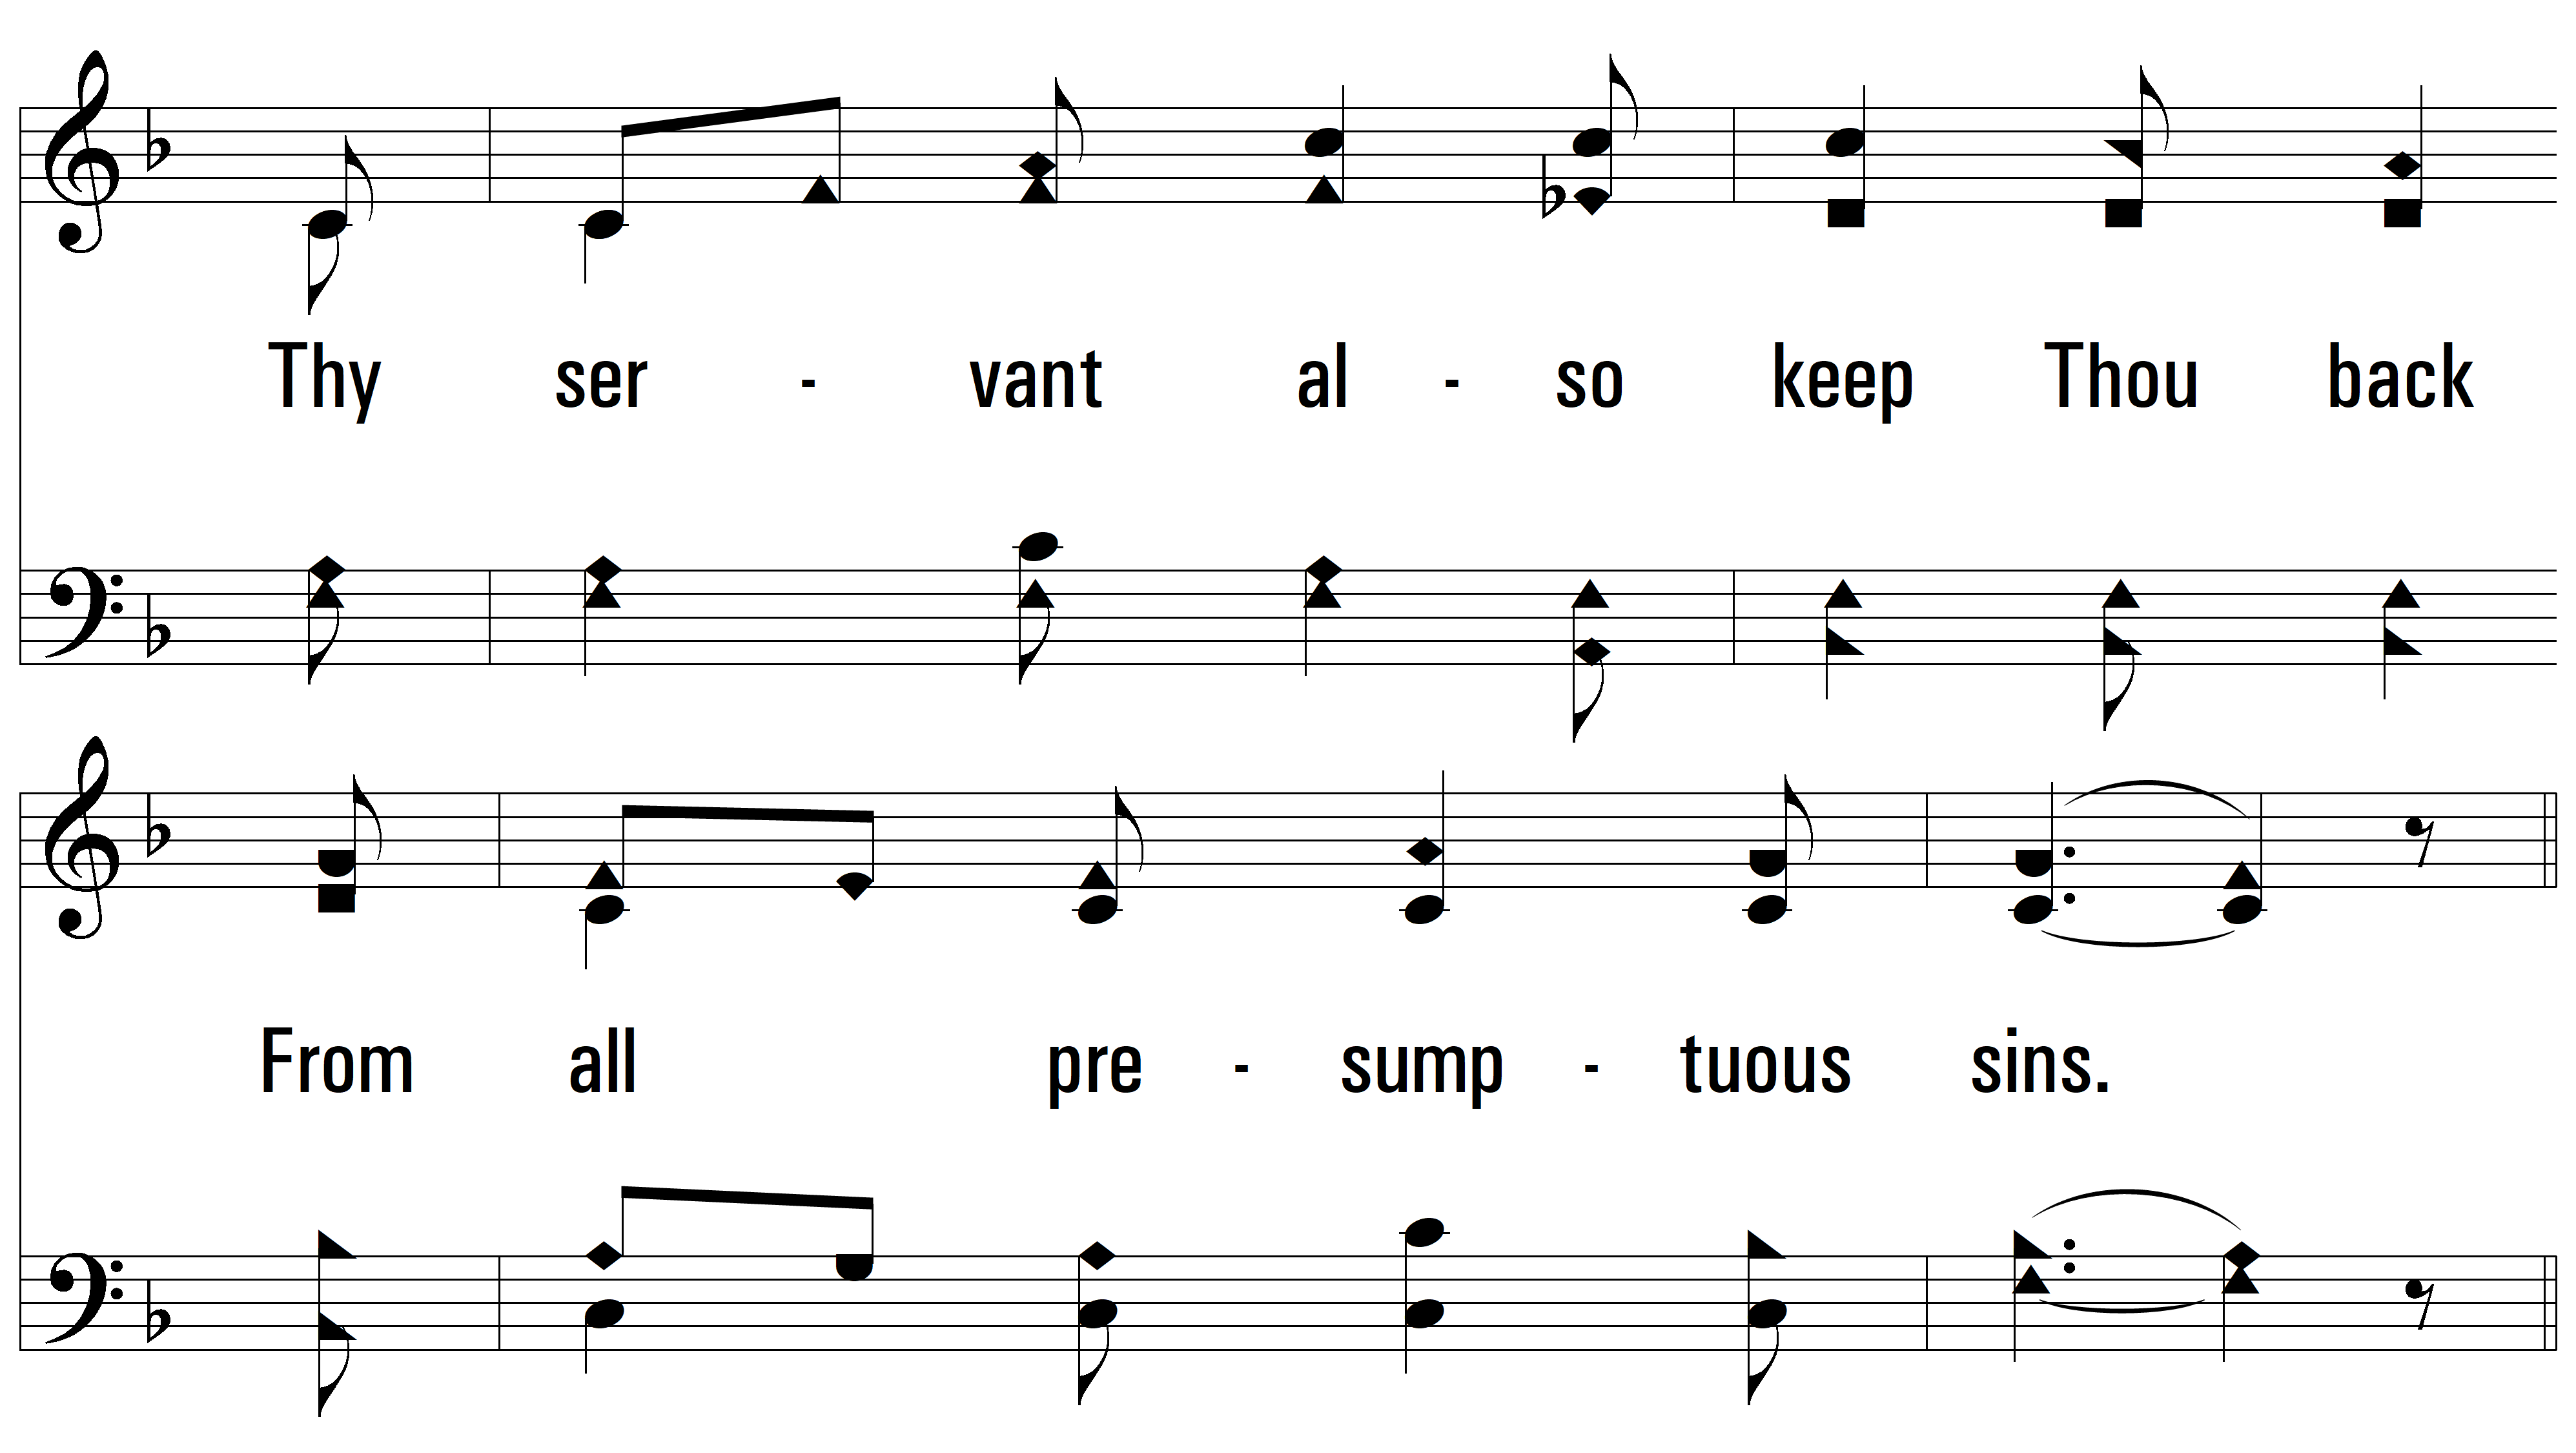 Thy ser - vant al - so keep Thou back
From all pre - sump - tuous sins.